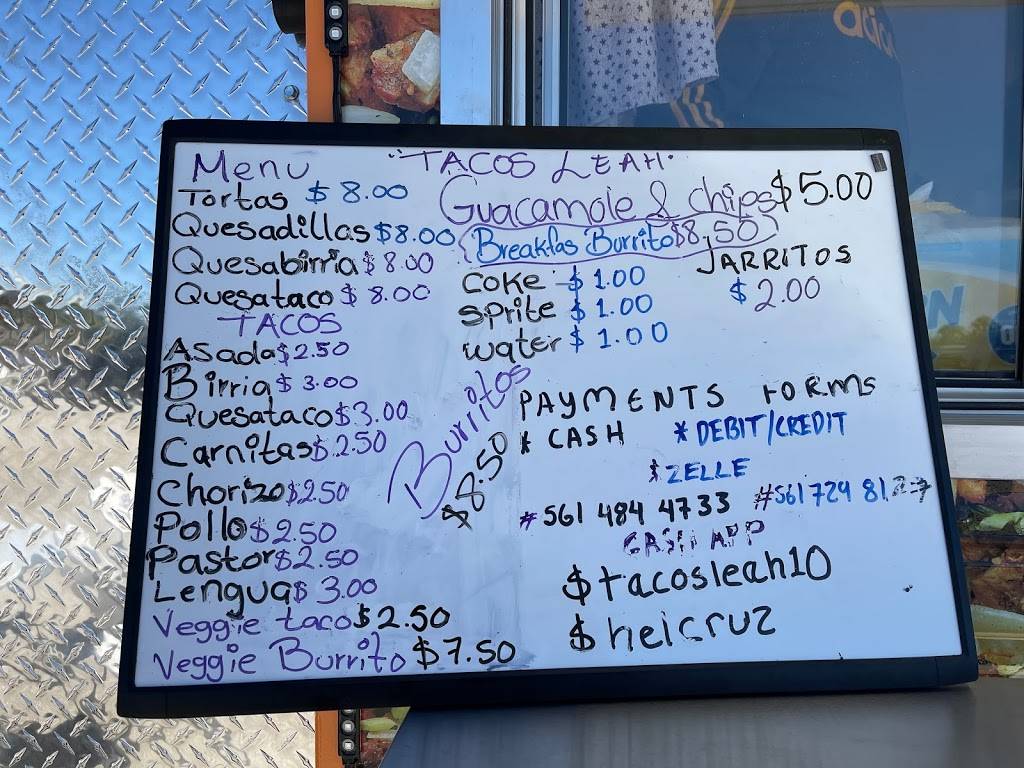 Menu "TACOS LEAH"
Tortas $8.00
Quesadillas $8.00
Quesabirria $8.00
Quesataco $8.00
TACOS
Asada $2.50
Birria $3.00
Quesataco $3.00
Carnitas $2.50
Chorizo $2.50
Pollo $2.50
Pastor $2.50
Lengua $3.00
Veggie taco $2.50
Veggie Burrito $7.50
Burritos
$8.50
Guacamole & chips $5.00
Breakfas Burrito $8,50
Coke $1.00
Sprite $1.00
water $1.00
JARRITOS
$2.00
PAYMENTS FORMS
* CASH * DEBIT/CREDIT
* ZELLE
# 561 484 4733 #561 729
CASH APP
$tacosleah10
$heicruz
adid